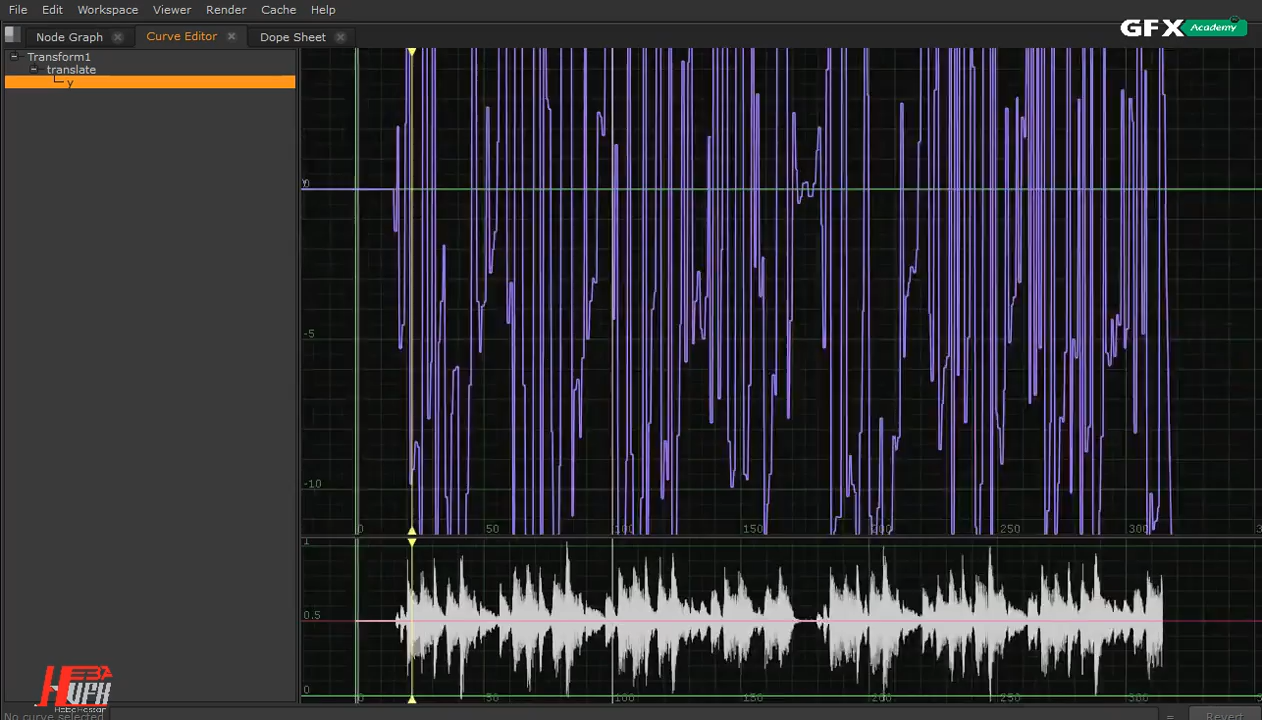 File Edit Workspace Viewer Render Cache Help
GFX Academy
Node Graph Curve Editor Dope Sheet
Transform1
translate
y
y
0
-5
-10
0 50 100 150 200 250 300
1
0.5
0
0 50 100 150 200 250 300
No curve selected = Revert